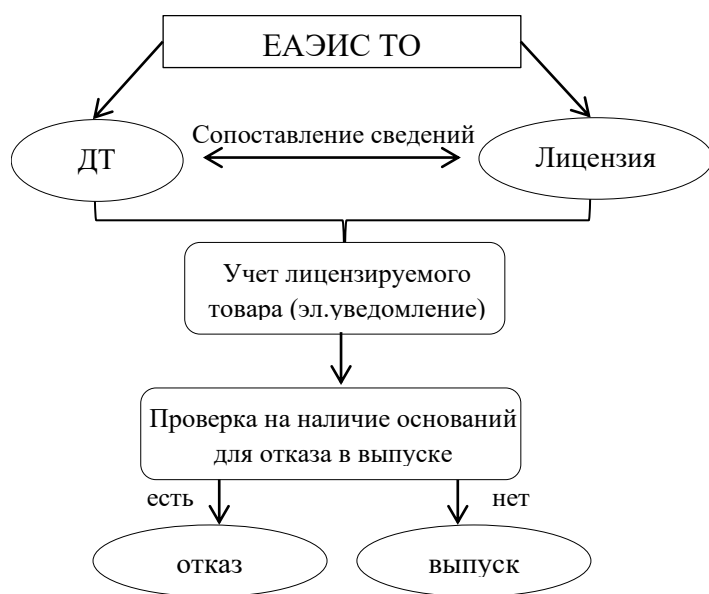 ЕАЭИС ТО
Сопоставление сведений
ДТ
Лицензия
Учет лицензируемого
товара (эл.уведомление)
Проверка на наличие оснований
для отказа в выпуске
есть
нет
отказ
выпуск